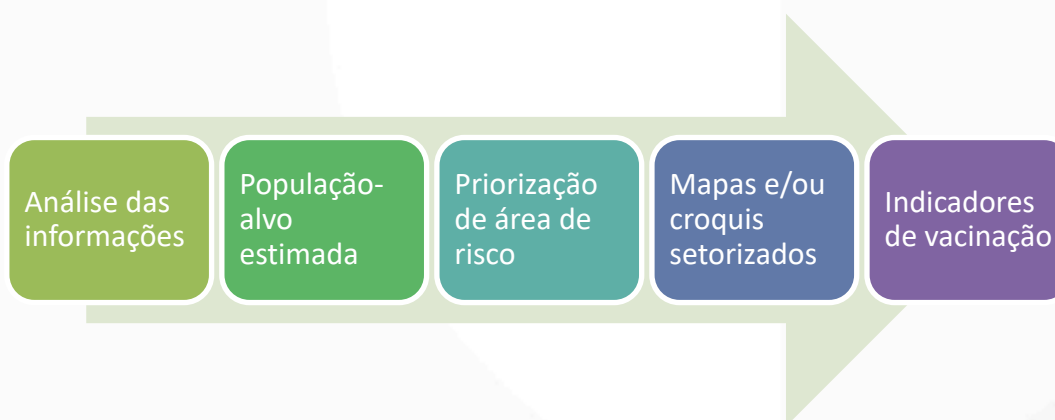 Análise das
informações
População-
alvo
estimada
Priorização
de área de
risco
Mapas e/ou
croquis
setorizados
Indicadores
de vacinação